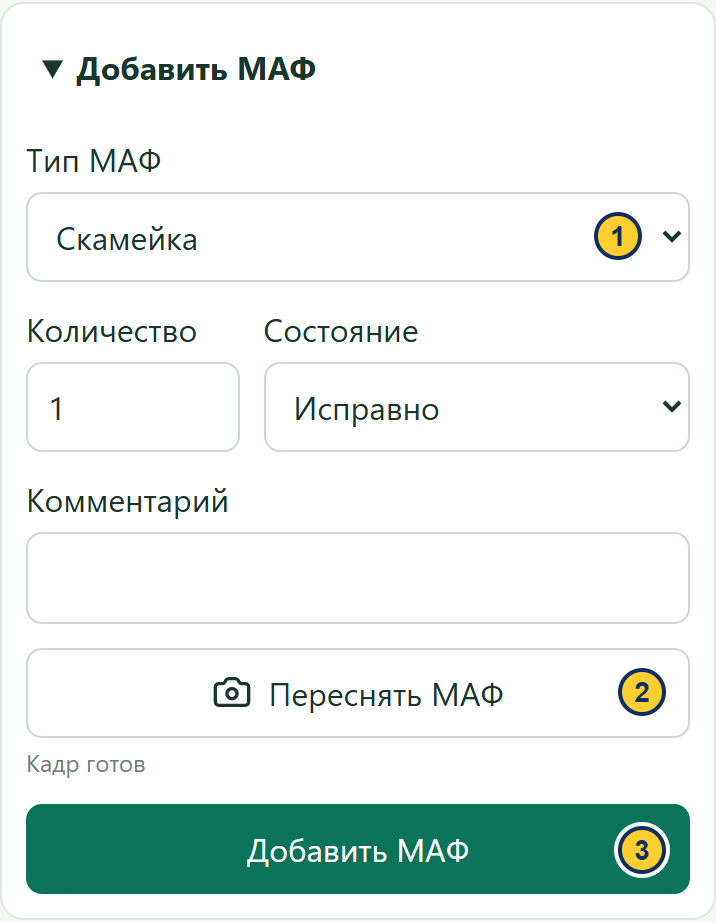 ▼ Добавить МАФ
Тип МАФ
Скамейка 1
Количество Состояние
1 Исправно
Комментарий
Переснять МАФ 2
Кадр готов
Добавить МАФ 3